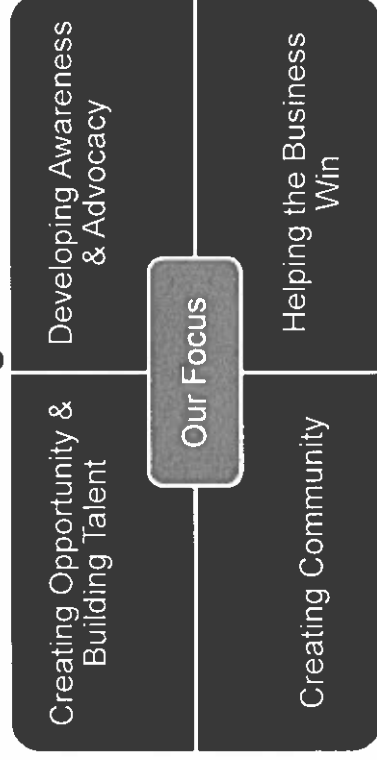 Creating Opportunity &
Building Talent
Developing Awareness
& Advocacy
Our Focus
Creating Community
Helping the Business
Win